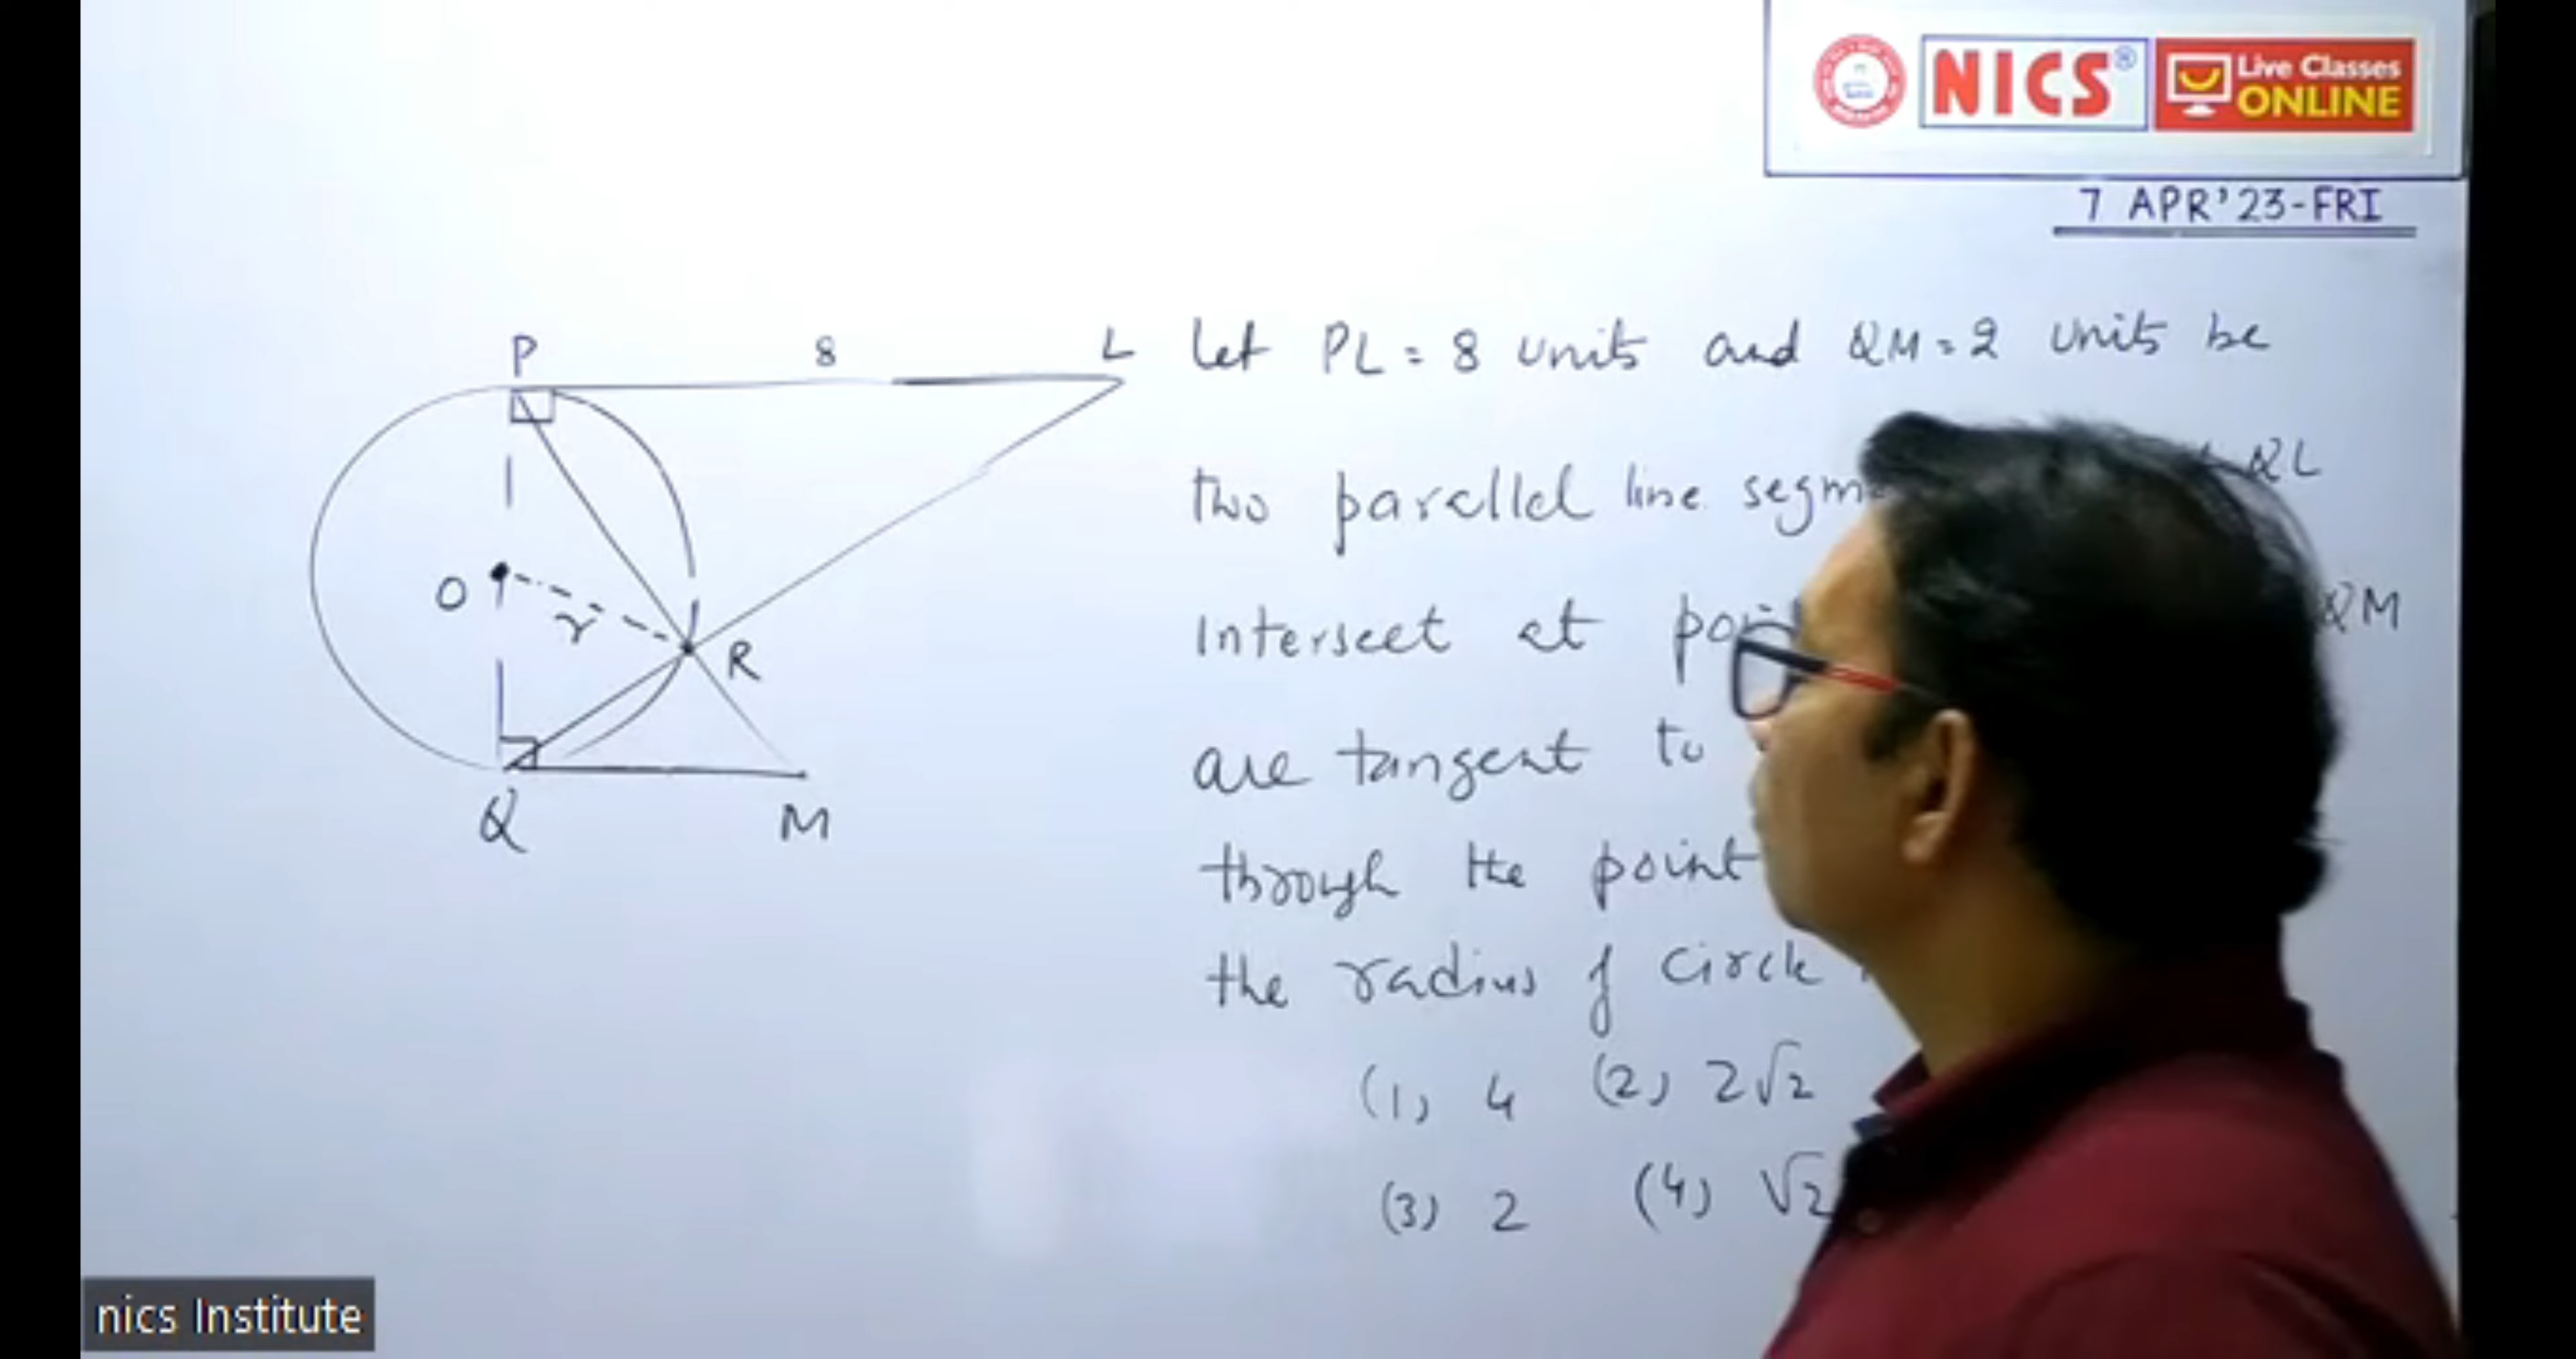 NICS®
Live Classes
ONLINE
7 APR'23-FRI
P
8
L
O
r
R
Q
M
Let PL = 8 units and QM = 2 units be
two parallel line QL
Intersect at QM
are tangent to
through the point
the radius of circle
(1) 4 (2) 2√2
(3) 2 (4) √2
nics Institute